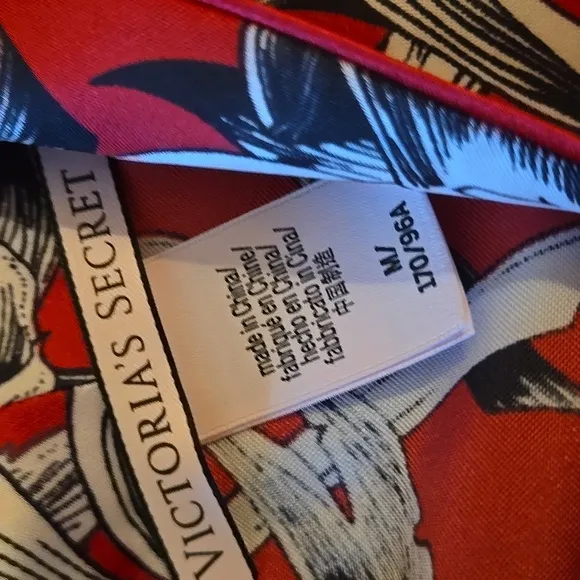 VICTORIA'S SECRET
made in China/
fabriqué en Chine/
hecho en China/
fabricato in Cina/
中国制造
M/
170/96A